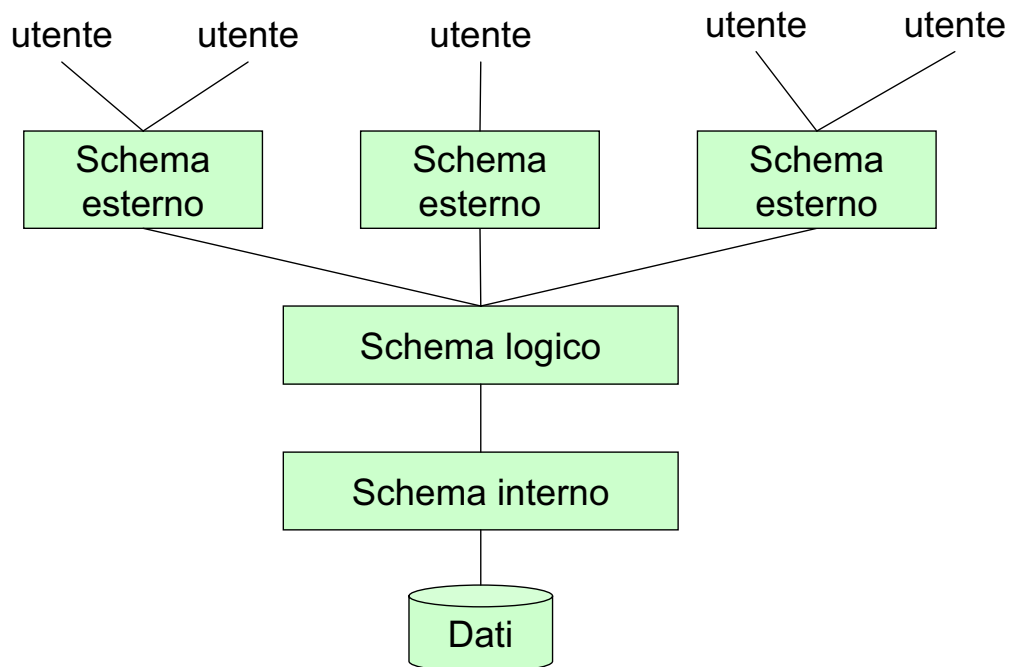 utente utente utente utente utente
Schema
esterno
Schema
esterno
Schema
esterno
Schema logico
Schema interno
Dati